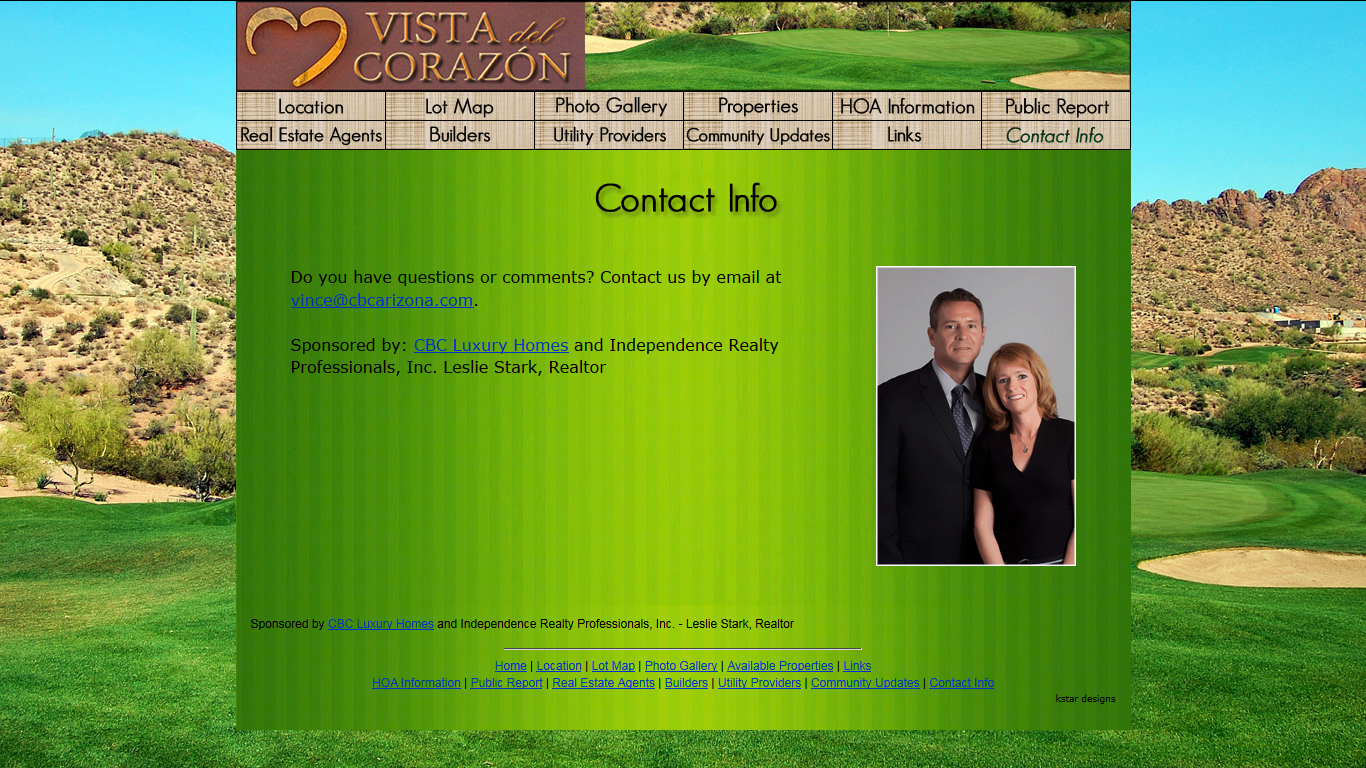 VISTA del
CORAZÓN
Location
Lot Map
Photo Gallery
Properties
HOA Information
Public Report
Real Estate Agents
Builders
Utility Providers
Community Updates
Links
Contact Info
Contact Info
Do you have questions or comments? Contact us by email at
vince@cbcarizona.com.
Sponsored by: CBC Luxury Homes and Independence Realty
Professionals, Inc. Leslie Stark, Realtor
Sponsored by CBC Luxury Homes and Independence Realty Professionals, Inc. - Leslie Stark, Realtor
Home | Location | Lot Map | Photo Gallery | Available Properties | Links
HOA Information | Public Report | Real Estate Agents | Builders | Utility Providers | Community Updates | Contact Info
kstar designs